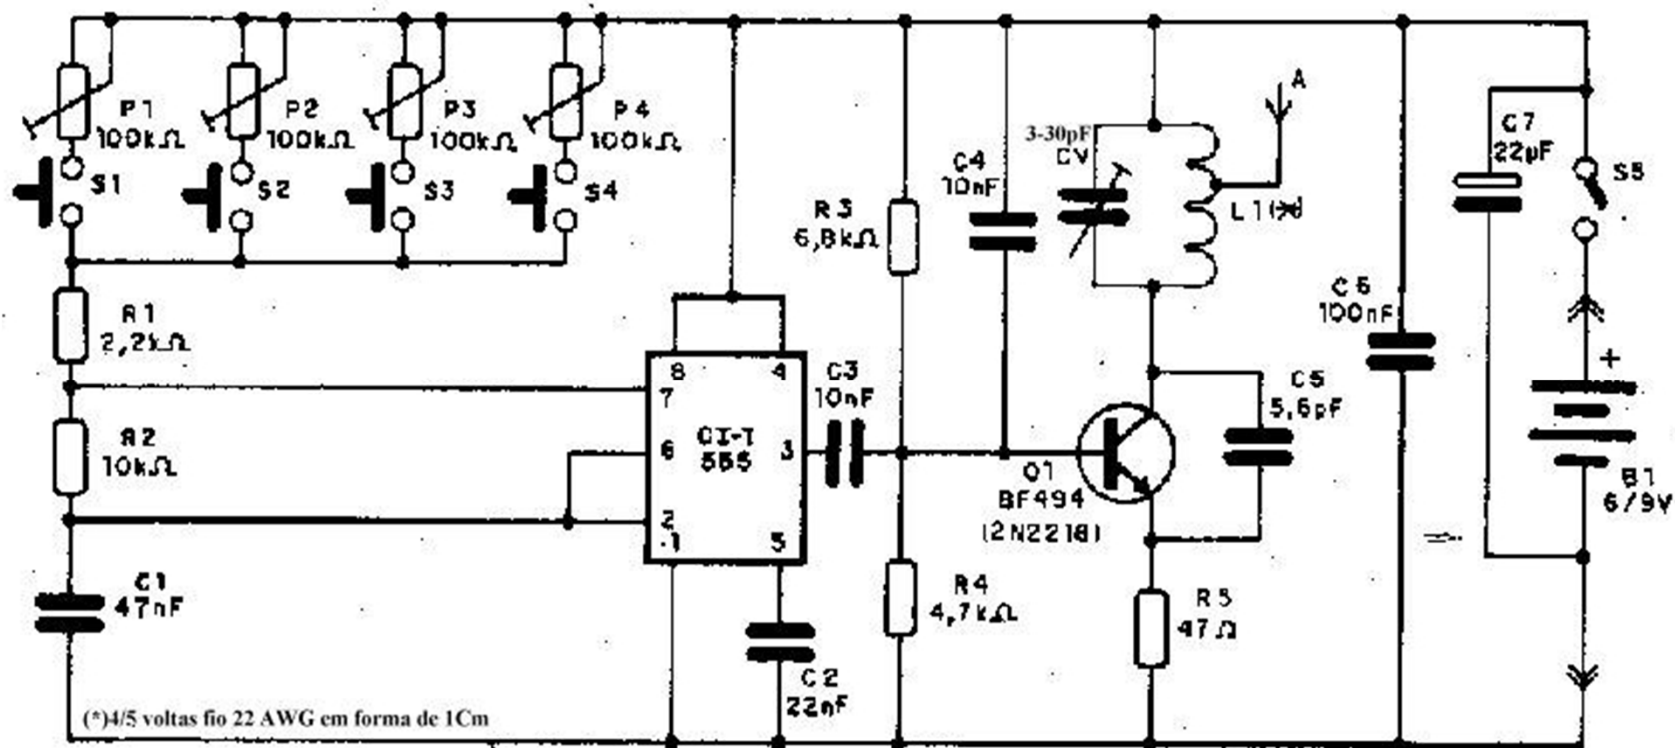 P1
100kΩ
P2
100kΩ
P3
100kΩ
P4
100kΩ
S1
S2
S3
S4
R1
2,2kΩ
R2
10kΩ
C1
47nF
8
4
7
6
3
2
1
5
CI-1
555
C3
10nF
C2
22nF
R3
6,8kΩ
R4
4,7kΩ
C4
10nF
3-30pF
CV
A
L1(*)
Q1
BF494
(2N2218)
C5
5,6pF
R5
47Ω
C6
100nF
C7
22µF
S5
+
B1
6/9V
(*)4/5 voltas fio 22 AWG em forma de 1Cm